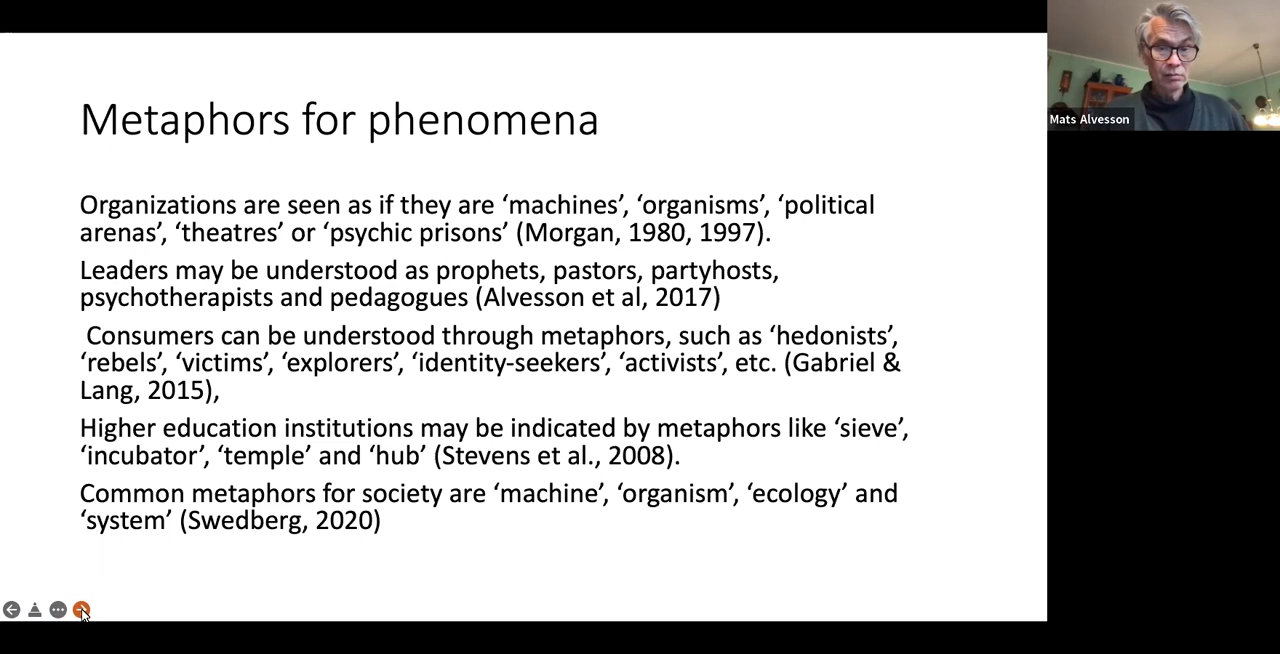 Metaphors for phenomena
Organizations are seen as if they are ‘machines’, ‘organisms’, ‘political
arenas’, ‘theatres’ or ‘psychic prisons’ (Morgan, 1980, 1997).
Leaders may be understood as prophets, pastors, partyhosts,
psychotherapists and pedagogues (Alvesson et al, 2017)
Consumers can be understood through metaphors, such as ‘hedonists’,
‘rebels’, ‘victims’, ‘explorers’, ‘identity-seekers’, ‘activists’, etc. (Gabriel &
Lang, 2015),
Higher education institutions may be indicated by metaphors like ‘sieve’,
‘incubator’, ‘temple’ and ‘hub’ (Stevens et al., 2008).
Common metaphors for society are ‘machine’, ‘organism’, ‘ecology’ and
‘system’ (Swedberg, 2020)
Mats Alvesson